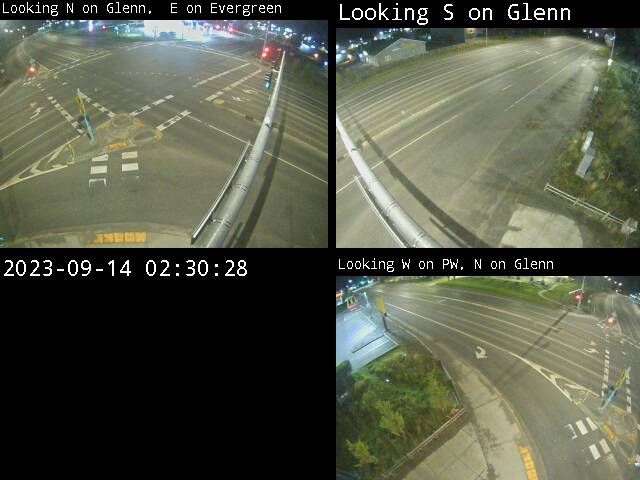 Looking N on Glenn, E on Evergreen
Looking S on Glenn
2023-09-14 02:30:28
Looking W on PW, N on Glenn